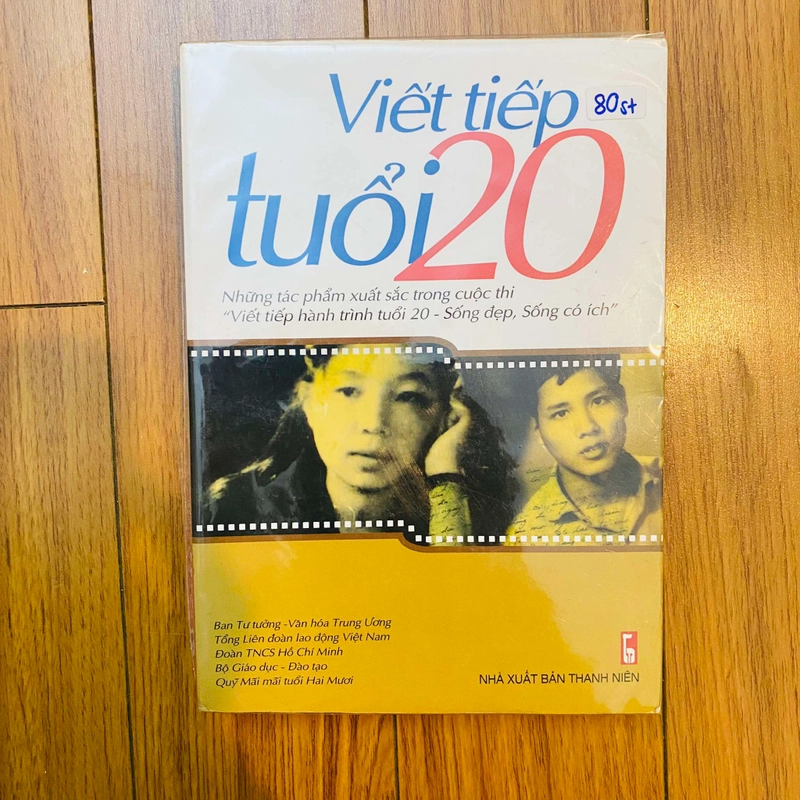 Viết tiếp
80st
tuổi 20
Những tác phẩm xuất sắc trong cuộc thi
"Viết tiếp hành trình tuổi 20 - Sống đẹp, Sống có ích"
Ban Tư tưởng -Văn hóa Trung Ương
Tổng Liên đoàn lao động Việt Nam
Đoàn TNCS Hồ Chí Minh
Bộ Giáo dục - Đào tạo
Quỹ Mãi mãi tuổi Hai Mươi
NHÀ XUẤT BẢN THANH NIÊN